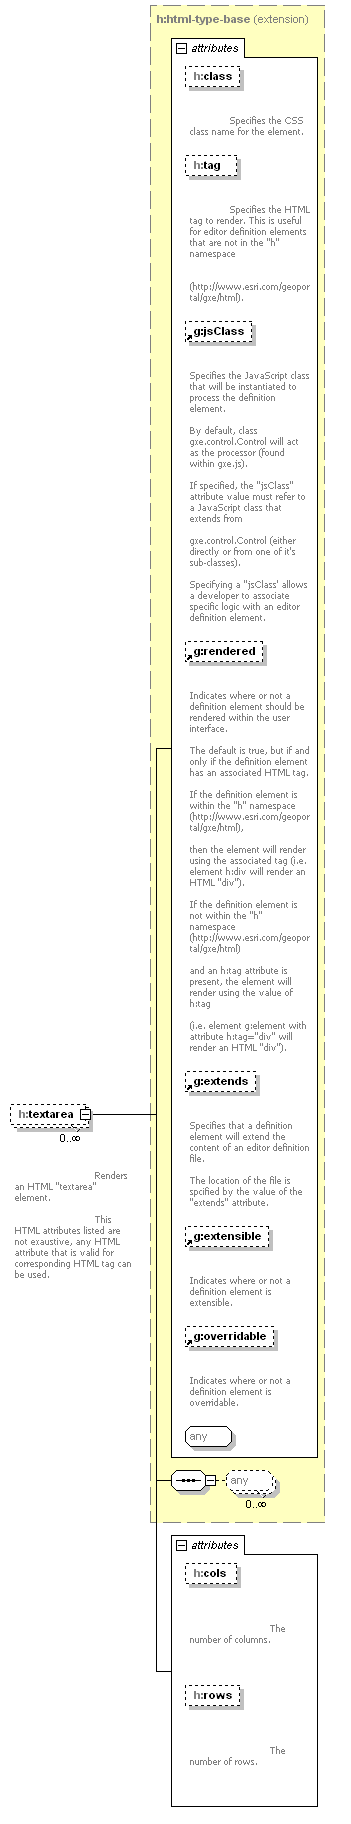 h:html-type-base (extension)
attributes
h:class
Specifies the CSS
class name for the element.
h:tag
Specifies the HTML
tag to render. This is useful
for editor definition elements
that are not in the "h"
namespace
(http://www.esri.com/geopor
tal/gxe/html).
g:jsClass
Specifies the JavaScript class
that will be instantiated to
process the definition
element.
By default, class
gxe.control.Control will act
as the processor (found
within gxe.js).
If specified, the "jsClass"
attribute value must refer to
a JavaScript class that
extends from
gxe.control.Control (either
directly or from one of it's
sub-classes).
Specifying a "jsClass' allows
a developer to associate
specific logic with an editor
definition element.
g:rendered
Indicates where or not a
definition element should be
rendered within the user
interface.
The default is true, but if and
only if the definition element
has an associated HTML tag.
If the definition element is
within the "h" namespace
(http://www.esri.com/geopor
tal/gxe/html),
then the element will render
using the associated tag (i.e.
element h:div will render an
HTML "div").
If the definition element is
not within the "h"
namespace
(http://www.esri.com/geopor
tal/gxe/html)
and an h:tag attribute is
present, the element will
render using the value of
h:tag
(i.e. element g:element with
attribute h:tag="div" will
render an HTML "div").
g:extends
Specifies that a definition
element will extend the
content of an editor definition
file.
The location of the file is
spcified by the value of the
"extends" attribute.
g:extensible
Indicates where or not a
definition element is
extensible.
g:overridable
Indicates where or not a
definition element is
overridable.
any
h:textarea
0..∞
Renders
an HTML "textarea"
element.
This
HTML attributes listed are
not exaustive, any HTML
attribute that is valid for
corresponding HTML tag can
be used.
any
0..∞
attributes
h:cols
The
number of columns.
h:rows
The
number of rows.